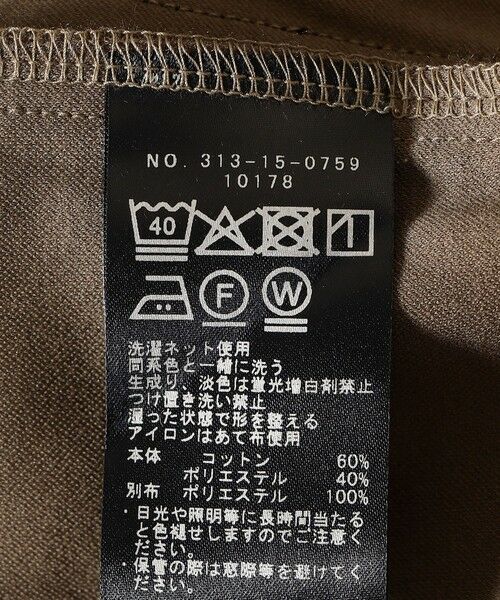 NO. 313-15-0759
10178
40
F W
洗濯ネット使用
同系色と一緒に洗う
生成り、淡色は蛍光増白剤禁止
つけ置き洗い禁止
湿った状態で形を整える
アイロンはあて布使用
本体 コットン 60%
ポリエステル 40%
別布 ポリエステル 100%
・日光や照明等に長時間当たる
と色褪せしますのでご注意く
ださい。
・保管の際は窓際等を避けてく
ださい。